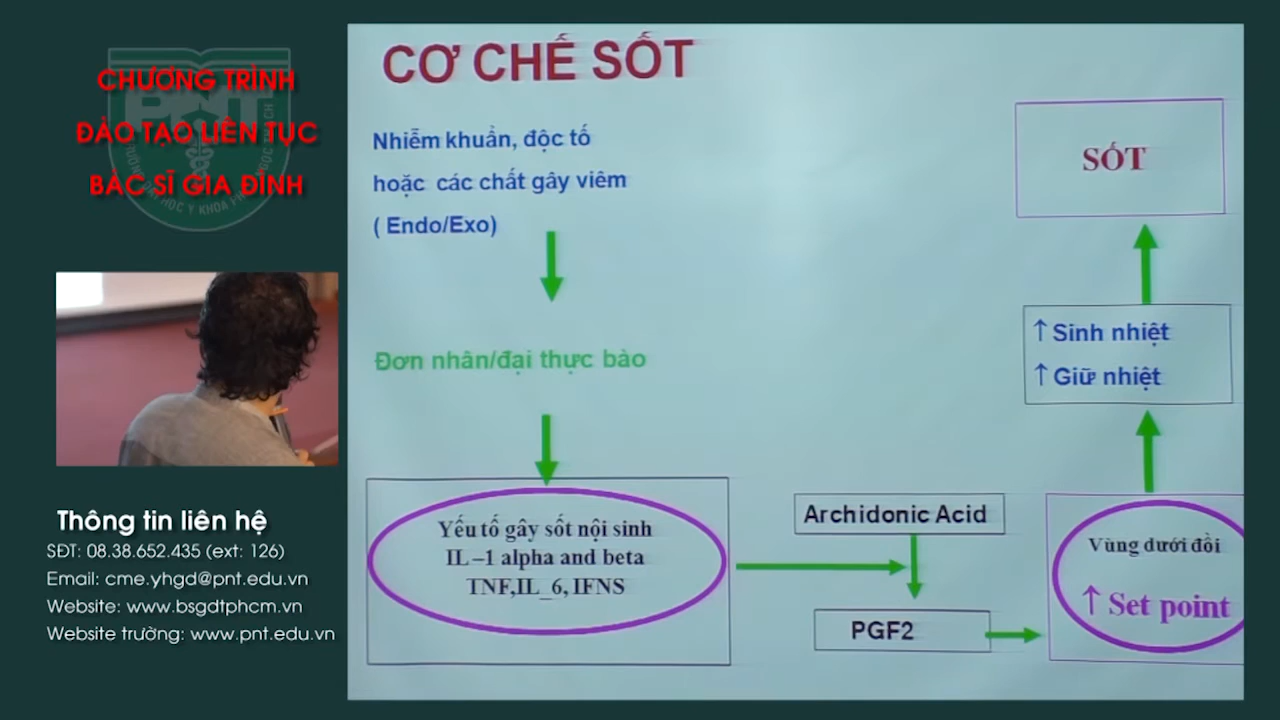 CHƯƠNG TRÌNH
ĐÀO TẠO LIÊN TỤC
BÁC SĨ GIA ĐÌNH
PNT
Thông tin liên hệ
SĐT: 08.38.652.435 (ext: 126)
Email: cme.yhgd@pnt.edu.vn
Website: www.bsgdtphcm.vn
Website trường: www.pnt.edu.vn
CƠ CHẾ SỐT
Nhiễm khuẩn, độc tố
hoặc các chất gây viêm
( Endo/Exo)
Đơn nhân/đại thực bào
Yếu tố gây sốt nội sinh
IL –1 alpha and beta
TNF,IL_6, IFNS
Archidonic Acid
PGF2
Vùng dưới đồi
↑ Set point
↑ Sinh nhiệt
↑ Giữ nhiệt
SỐT